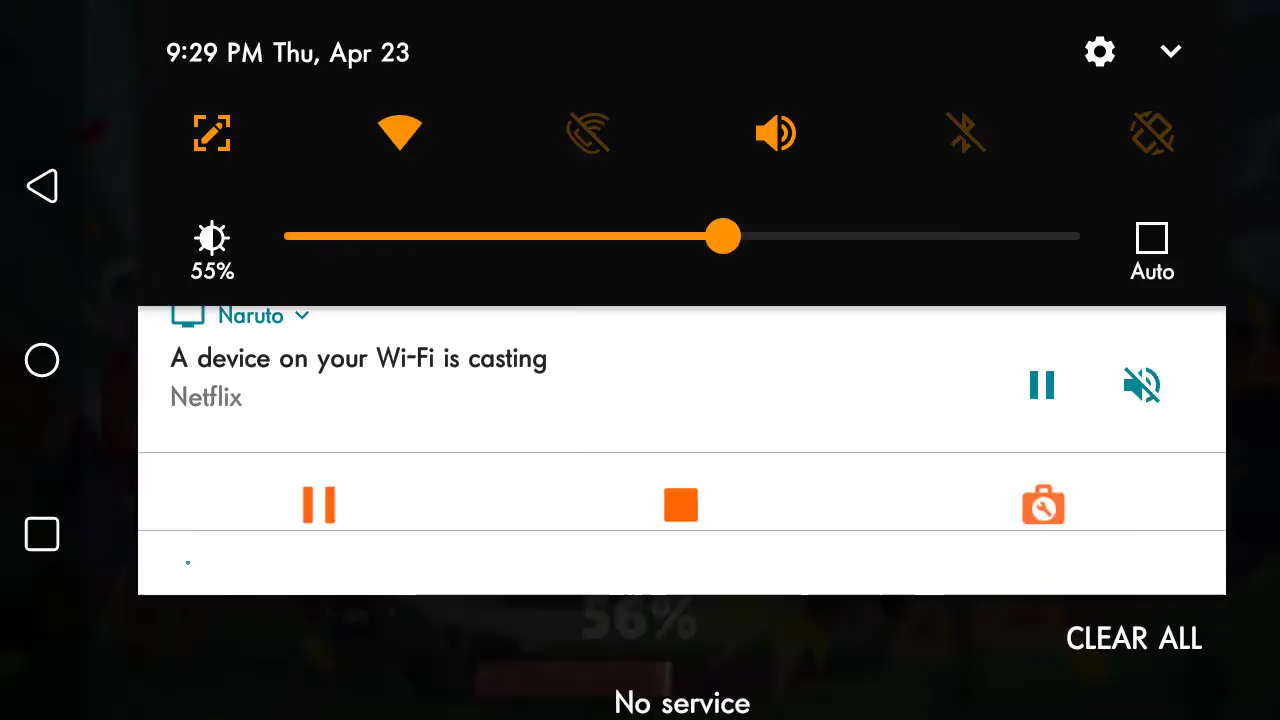 9:29 PM Thu, Apr 23
55%
Auto
Naruto
A device on your Wi-Fi is casting
Netflix
56%
CLEAR ALL
No service